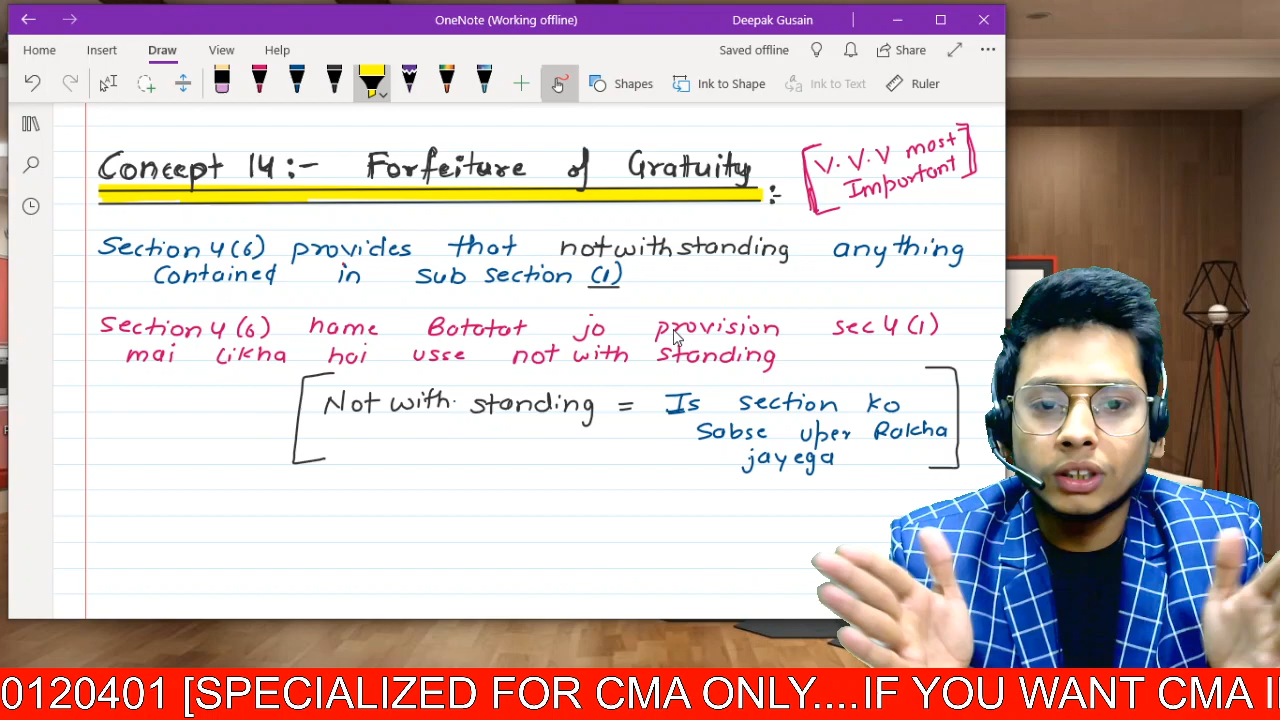 OneNote (Working offline)
Deepak Gusain
Home Insert Draw View Help
Saved offline
Share
Shapes
Ink to Shape
Ink to Text
Ruler
Concept 14:- Forfeiture of Gratuity :
[V.V.V most
Important]
Section 4(6) provides that notwithstanding anything
Contained in sub section (1)
Section 4(6) hame Batatat jo provision sec 4(1)
mai likha hai usse not with standing
[Not with standing = Is section ko
Sabse uper Rakha
jayega]
0120401 [SPECIALIZED FOR CMA ONLY....IF YOU WANT CMA I